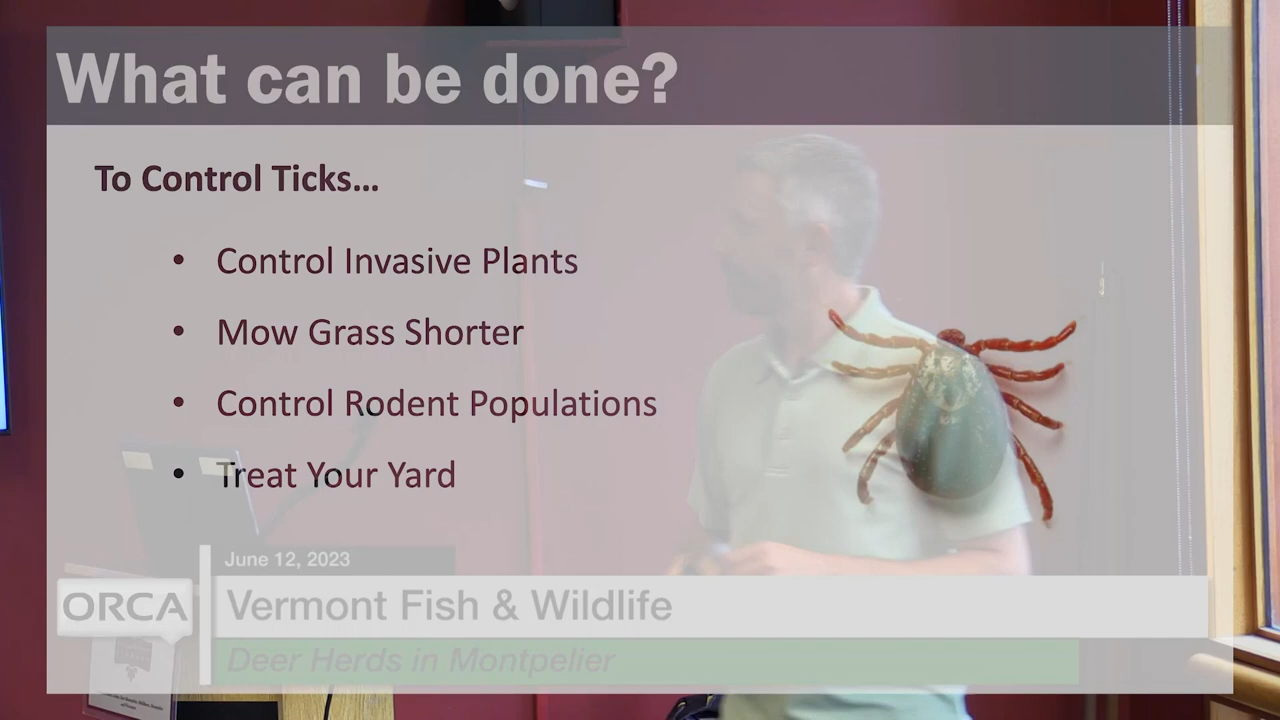 What can be done?
To Control Ticks...
• Control Invasive Plants
• Mow Grass Shorter
• Control Rodent Populations
• Treat Your Yard
June 12, 2023
ORCA
Vermont Fish & Wildlife
Deer Herds in Montpelier